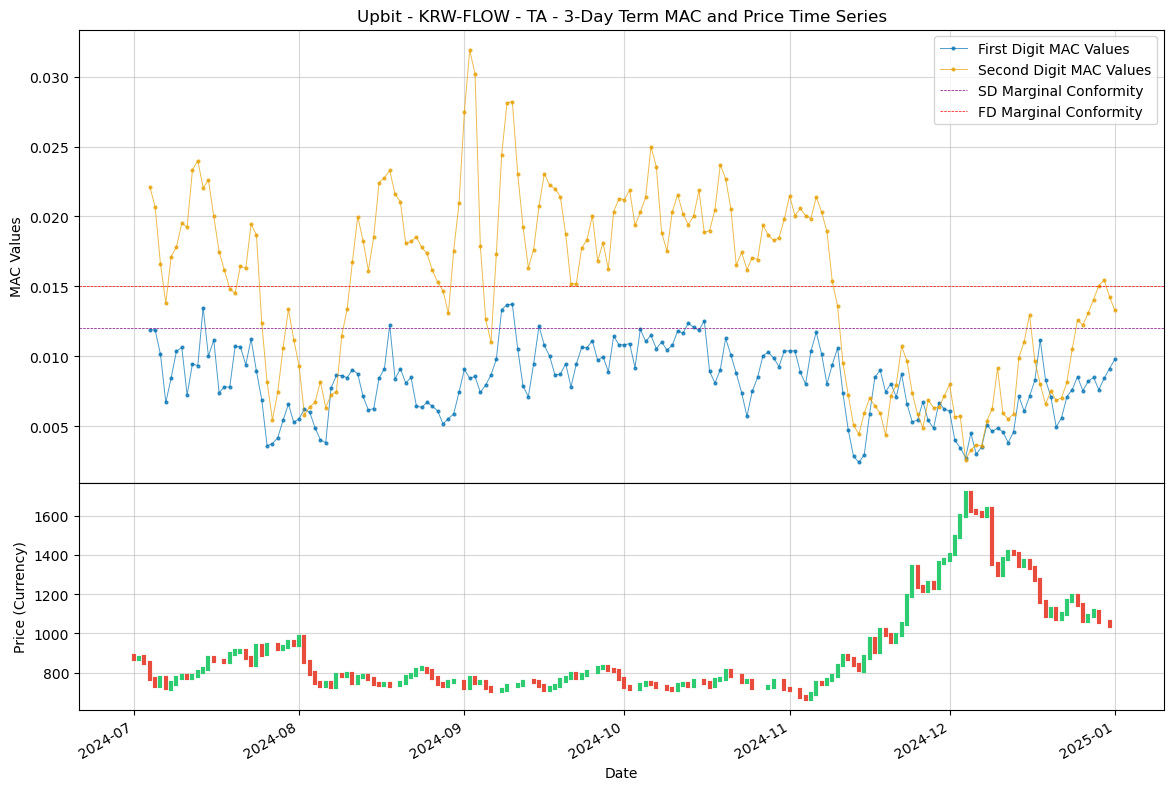 Upbit - KRW-FLOW - TA - 3-Day Term MAC and Price Time Series
First Digit MAC Values
Second Digit MAC Values
SD Marginal Conformity
FD Marginal Conformity
MAC Values
0.030
0.025
0.020
0.015
0.010
0.005
Price (Currency)
1600
1400
1200
1000
800
2024-07
2024-08
2024-09
2024-10
2024-11
2024-12
2025-01
Date